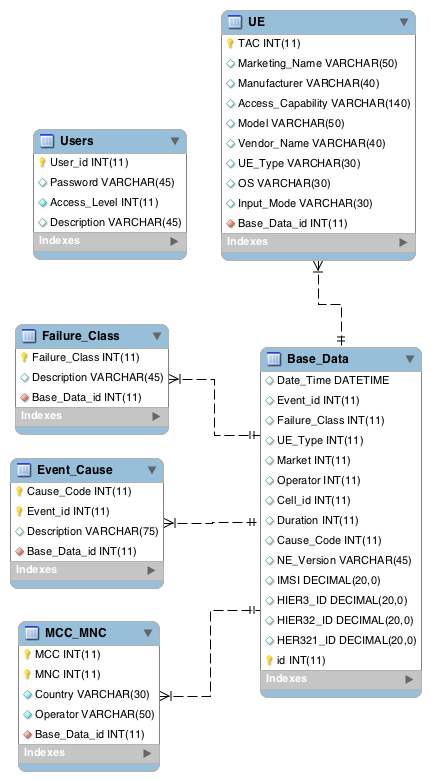 UE
TAC INT(11)
Marketing_Name VARCHAR(50)
Manufacturer VARCHAR(40)
Access_Capability VARCHAR(140)
Model VARCHAR(50)
Vendor_Name VARCHAR(40)
UE_Type VARCHAR(30)
OS VARCHAR(30)
Input_Mode VARCHAR(30)
Base_Data_id INT(11)
Indexes
Users
User_id INT(11)
Password VARCHAR(45)
Access_Level INT(11)
Description VARCHAR(45)
Indexes
Failure_Class
Failure_Class INT(11)
Description VARCHAR(45)
Base_Data_id INT(11)
Indexes
Event_Cause
Cause_Code INT(11)
Event_id INT(11)
Description VARCHAR(75)
Base_Data_id INT(11)
Indexes
MCC_MNC
MCC INT(11)
MNC INT(11)
Country VARCHAR(30)
Operator VARCHAR(50)
Base_Data_id INT(11)
Indexes
Base_Data
Date_Time DATETIME
Event_id INT(11)
Failure_Class INT(11)
UE_Type INT(11)
Market INT(11)
Operator INT(11)
Cell_id INT(11)
Duration INT(11)
Cause_Code INT(11)
NE_Version VARCHAR(45)
IMSI DECIMAL(20,0)
HIER3_ID DECIMAL(20,0)
HIER32_ID DECIMAL(20,0)
HER321_ID DECIMAL(20,0)
id INT(11)
Indexes